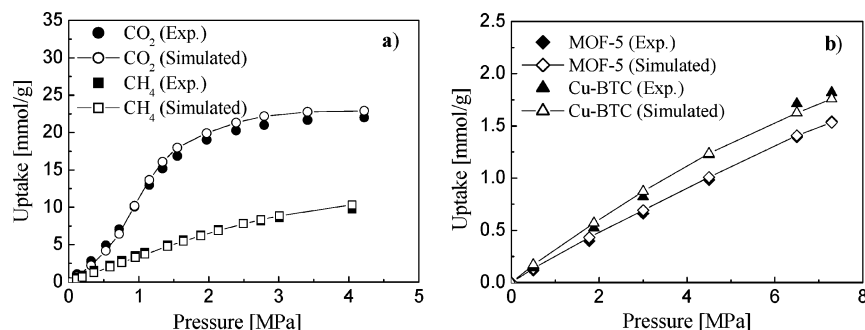 35
30
25
20
15
10
5
0
0 1 2 3 4 5
Uptake [mmol/g]
Pressure [MPa]
CO2 (Exp.)
CO2 (Simulated)
CH4 (Exp.)
CH4 (Simulated)
a)
2.5
2.0
1.5
1.0
0.5
0.0
0 2 4 6 8
Uptake [mmol/g]
Pressure [MPa]
MOF-5 (Exp.)
MOF-5 (Simulated)
Cu-BTC (Exp.)
Cu-BTC (Simulated)
b)